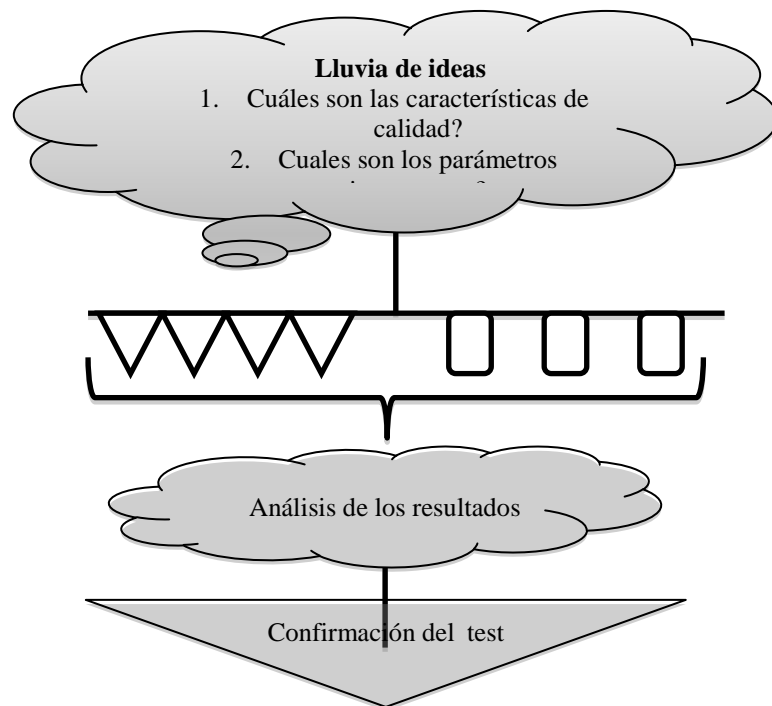 Lluvia de ideas
1. Cuáles son las características de
calidad?
2. Cuales son los parámetros
Análisis de los resultados
Confirmación del test